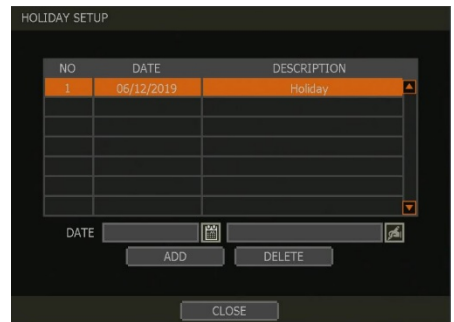 HOLIDAY SETUP
NO DATE DESCRIPTION
1 06/12/2019 Holiday
DATE
ADD DELETE
CLOSE